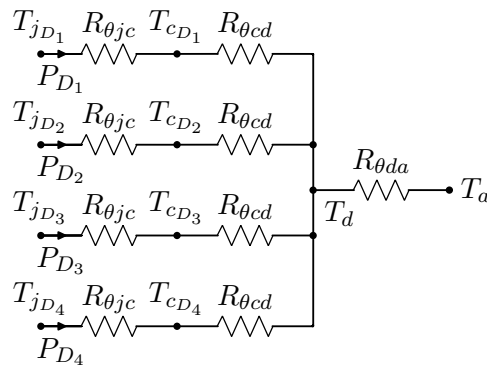 T_{j_{D_1}} R_{θjc} T_{c_{D_1}} R_{θcd}
P_{D_1}
T_{j_{D_2}} R_{θjc} T_{c_{D_2}} R_{θcd}
P_{D_2}
R_{θda}
T_a
T_d
T_{j_{D_3}} R_{θjc} T_{c_{D_3}} R_{θcd}
P_{D_3}
T_{j_{D_4}} R_{θjc} T_{c_{D_4}} R_{θcd}
P_{D_4}